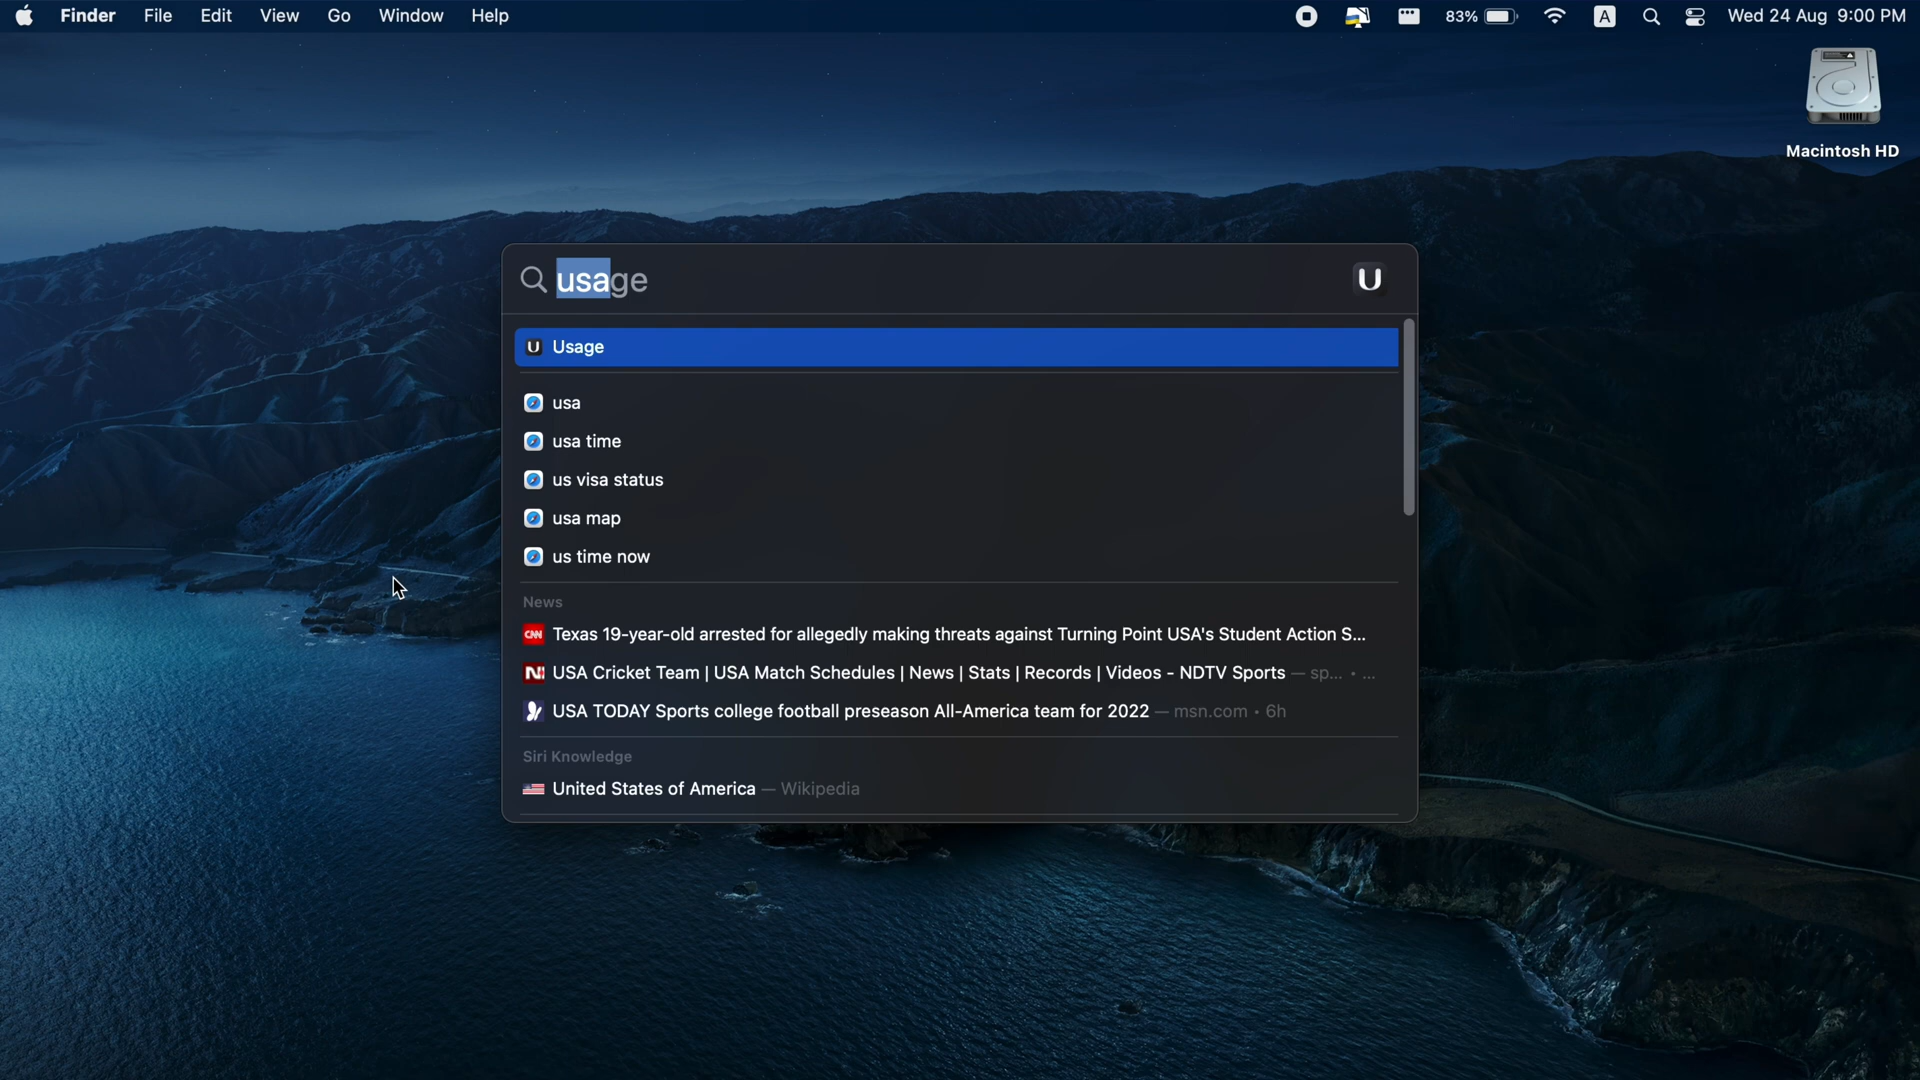 Finder File Edit View Go Window Help 83% A Wed 24 Aug 9:00 PM
Macintosh HD
usage U
U Usage
usa
usa time
us visa status
usa map
us time now
News
CNN Texas 19-year-old arrested for allegedly making threats against Turning Point USA's Student Action S...
N USA Cricket Team | USA Match Schedules | News | Stats | Records | Videos - NDTV Sports — sp... • ...
USA TODAY Sports college football preseason All-America team for 2022 — msn.com • 6h
Siri Knowledge
United States of America — Wikipedia